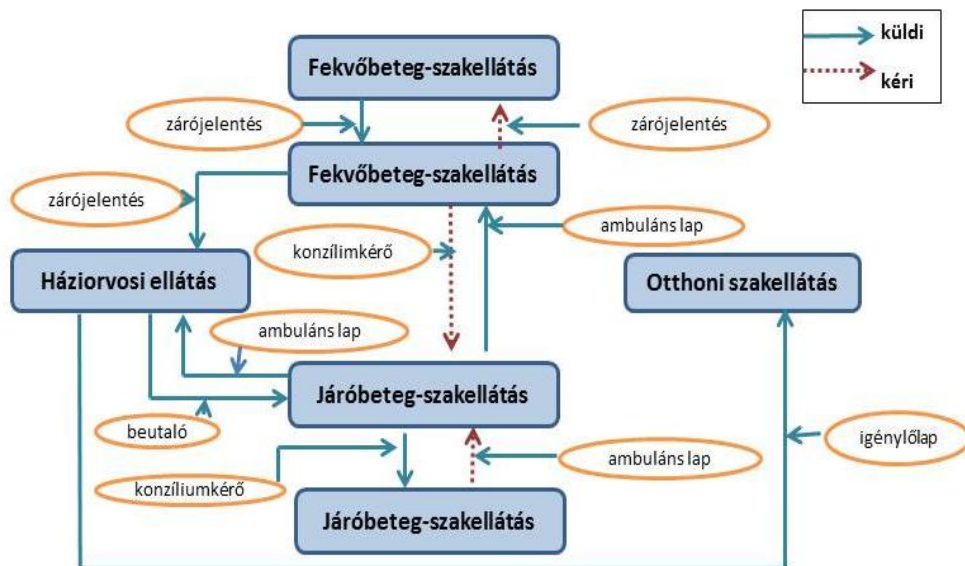 küldi
kéri
Fekvőbeteg-szakellátás
zárójelentés
zárójelentés
Fekvőbeteg-szakellátás
zárójelentés
ambuláns lap
konzílimkérő
Háziorvosi ellátás
Otthoni szakellátás
ambuláns lap
Járóbeteg-szakellátás
beutaló
igénylőlap
ambuláns lap
konzíliumkérő
Járóbeteg-szakellátás